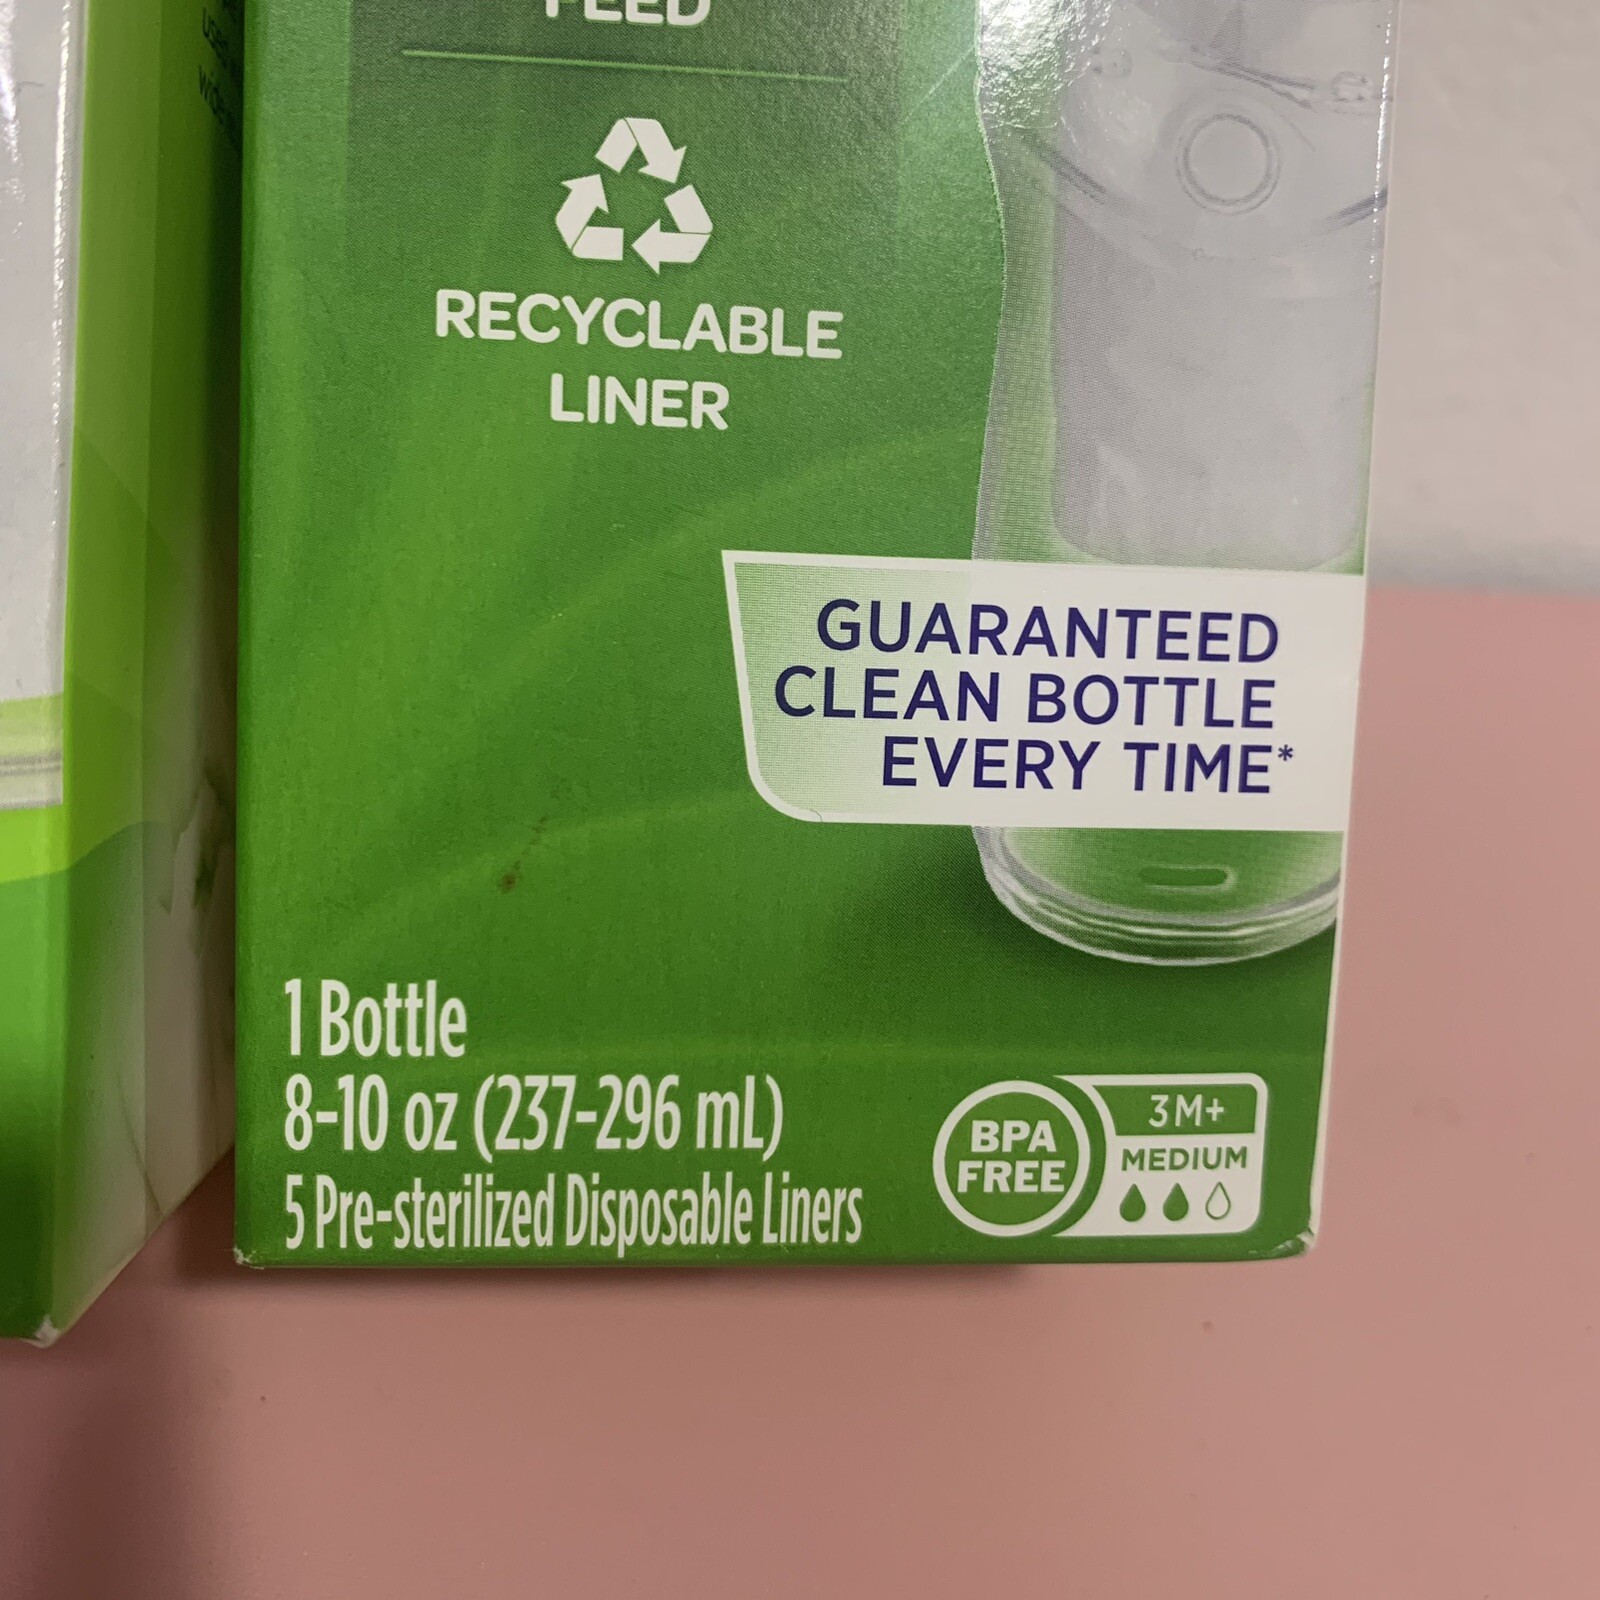 FEED
RECYCLABLE
LINER
GUARANTEED
CLEAN BOTTLE
EVERY TIME*
1 Bottle
8-10 oz (237-296 mL)
5 Pre-sterilized Disposable Liners
BPA
FREE
3M+
MEDIUM